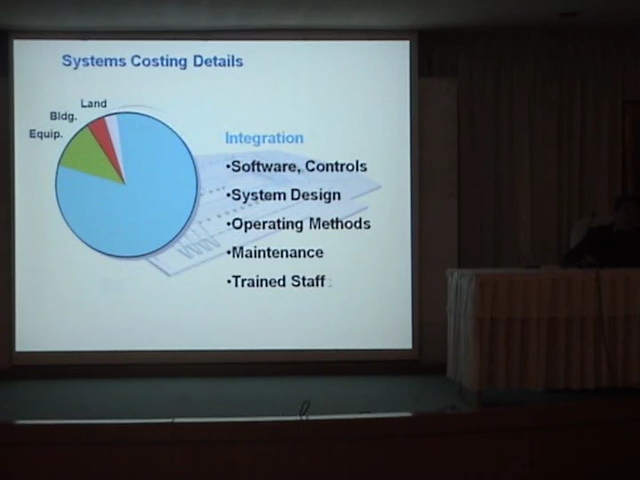 Systems Costing Details
Land
Bldg.
Equip.
Integration
•Software, Controls
•System Design
•Operating Methods
•Maintenance
•Trained Staff